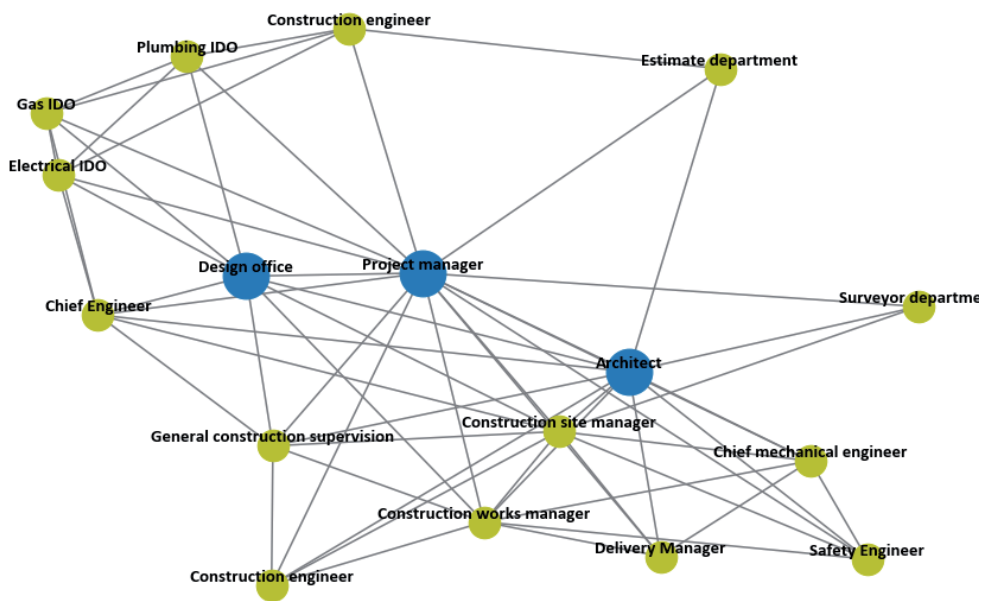 Construction engineer
Plumbing IDO
Estimate department
Gas IDO
Electrical IDO
Design office
Project manager
Chief Engineer
Surveyor departme
Architect
Construction site manager
General construction supervision
Chief mechanical engineer
Construction works manager
Delivery Manager
Safety Engineer
Construction engineer